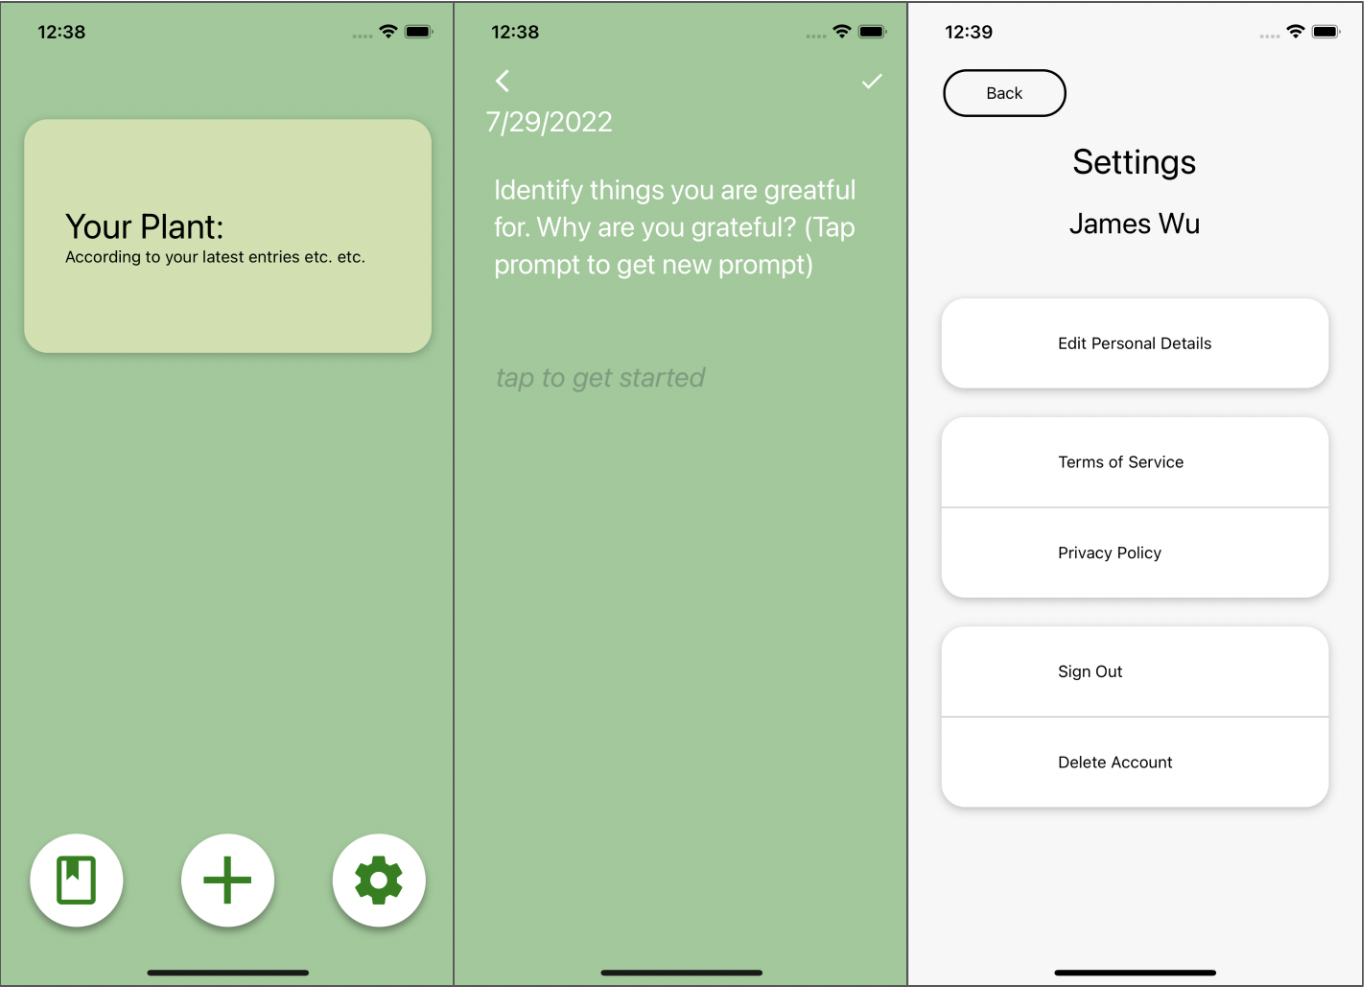 12:38
Your Plant:
According to your latest entries etc. etc.
12:38
7/29/2022
Identify things you are greatful
for. Why are you grateful? (Tap
prompt to get new prompt)
tap to get started
12:39
Back
Settings
James Wu
Edit Personal Details
Terms of Service
Privacy Policy
Sign Out
Delete Account